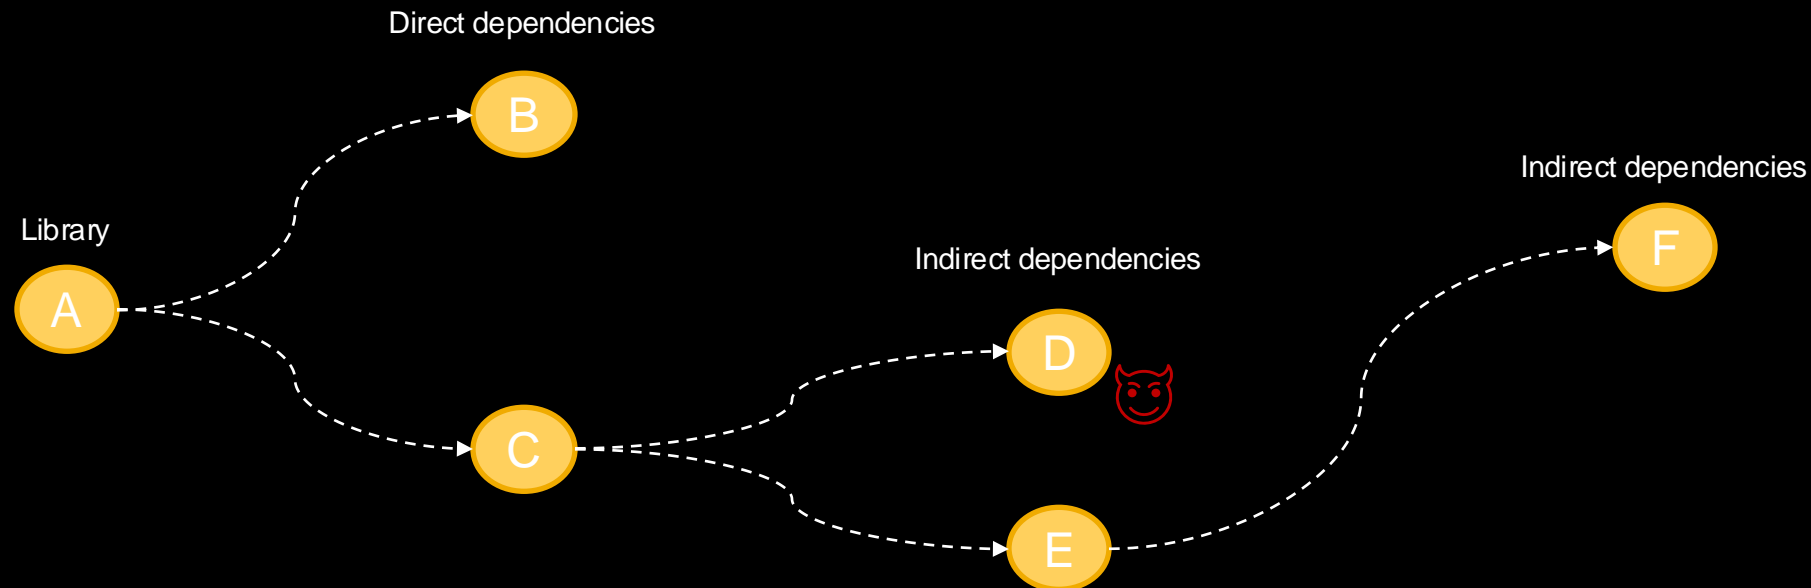 Direct dependencies
B
Indirect dependencies
F
Library
A
Indirect dependencies
D
C
E